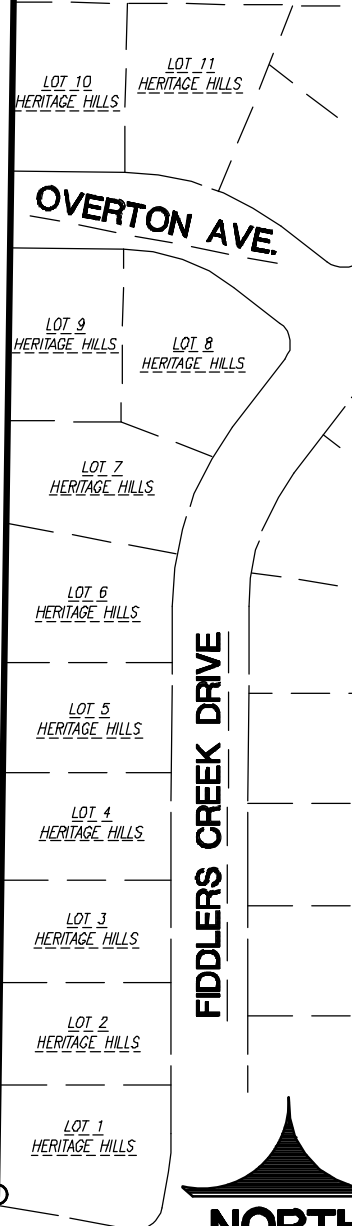 LOT 10
HERITAGE HILLS
LOT 11
HERITAGE HILLS
OVERTON AVE.
LOT 9
HERITAGE HILLS
LOT 8
HERITAGE HILLS
LOT 7
HERITAGE HILLS
LOT 6
HERITAGE HILLS
LOT 5
HERITAGE HILLS
LOT 4
HERITAGE HILLS
LOT 3
HERITAGE HILLS
LOT 2
HERITAGE HILLS
LOT 1
HERITAGE HILLS
FIDDLERS CREEK DRIVE
NORTH